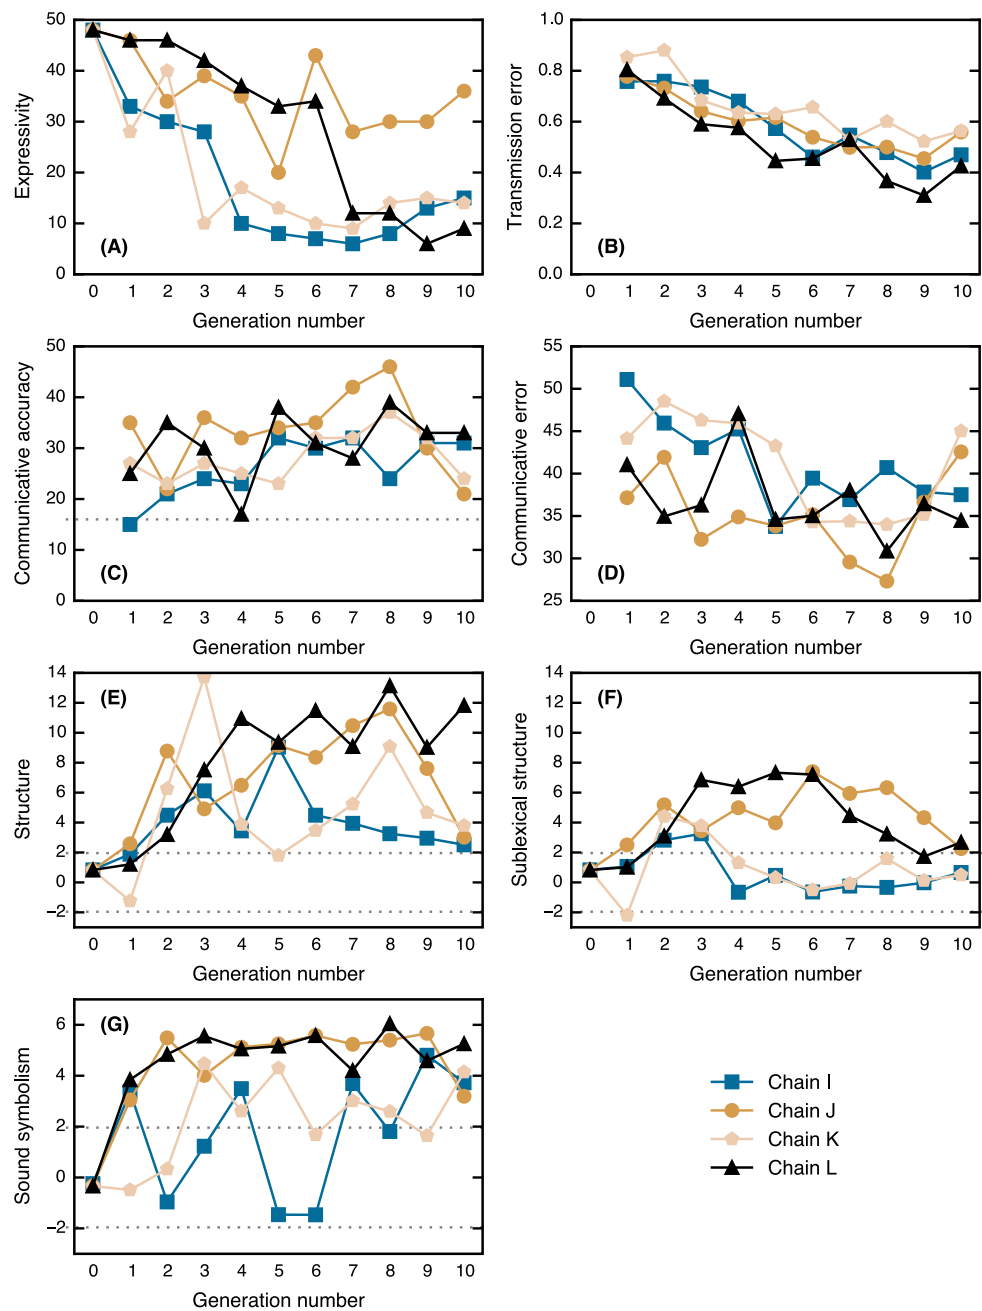 50
40
30
20
10
0
Expressivity
(A)
0 1 2 3 4 5 6 7 8 9 10
Generation number
1.0
0.8
0.6
0.4
0.2
0.0
Transmission error
(B)
0 1 2 3 4 5 6 7 8 9 10
Generation number
50
40
30
20
10
0
Communicative accuracy
(C)
0 1 2 3 4 5 6 7 8 9 10
Generation number
55
50
45
40
35
30
25
Communicative error
(D)
0 1 2 3 4 5 6 7 8 9 10
Generation number
14
12
10
8
6
4
2
0
−2
Structure
(E)
0 1 2 3 4 5 6 7 8 9 10
Generation number
14
12
10
8
6
4
2
0
−2
Sublexical structure
(F)
0 1 2 3 4 5 6 7 8 9 10
Generation number
6
4
2
0
−2
Sound symbolism
(G)
0 1 2 3 4 5 6 7 8 9 10
Generation number
Chain I
Chain J
Chain K
Chain L